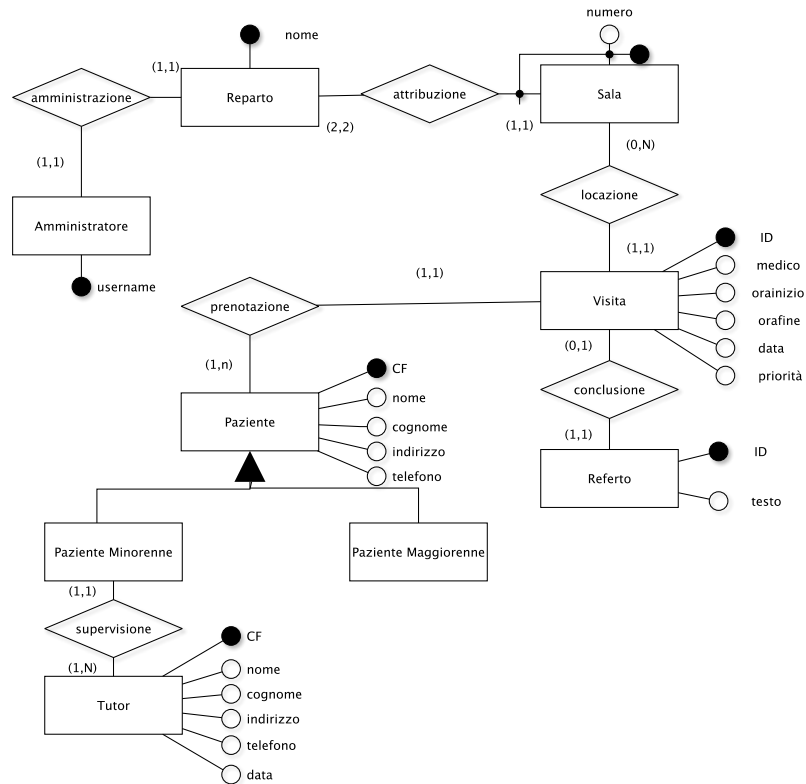 numero
nome
(1,1)
amministrazione
Reparto
attribuzione
Sala
(2,2)
(1,1)
(0,N)
(1,1)
locazione
Amministratore
username
(1,1)
ID
medico
(1,1)
orainizio
prenotazione
Visita
orafine
(0,1)
data
(1,n)
priorità
CF
conclusione
nome
Paziente
cognome
(1,1)
indirizzo
ID
telefono
Referto
testo
Paziente Minorenne
Paziente Maggiorenne
(1,1)
supervisione
CF
(1,N)
nome
cognome
Tutor
indirizzo
telefono
data